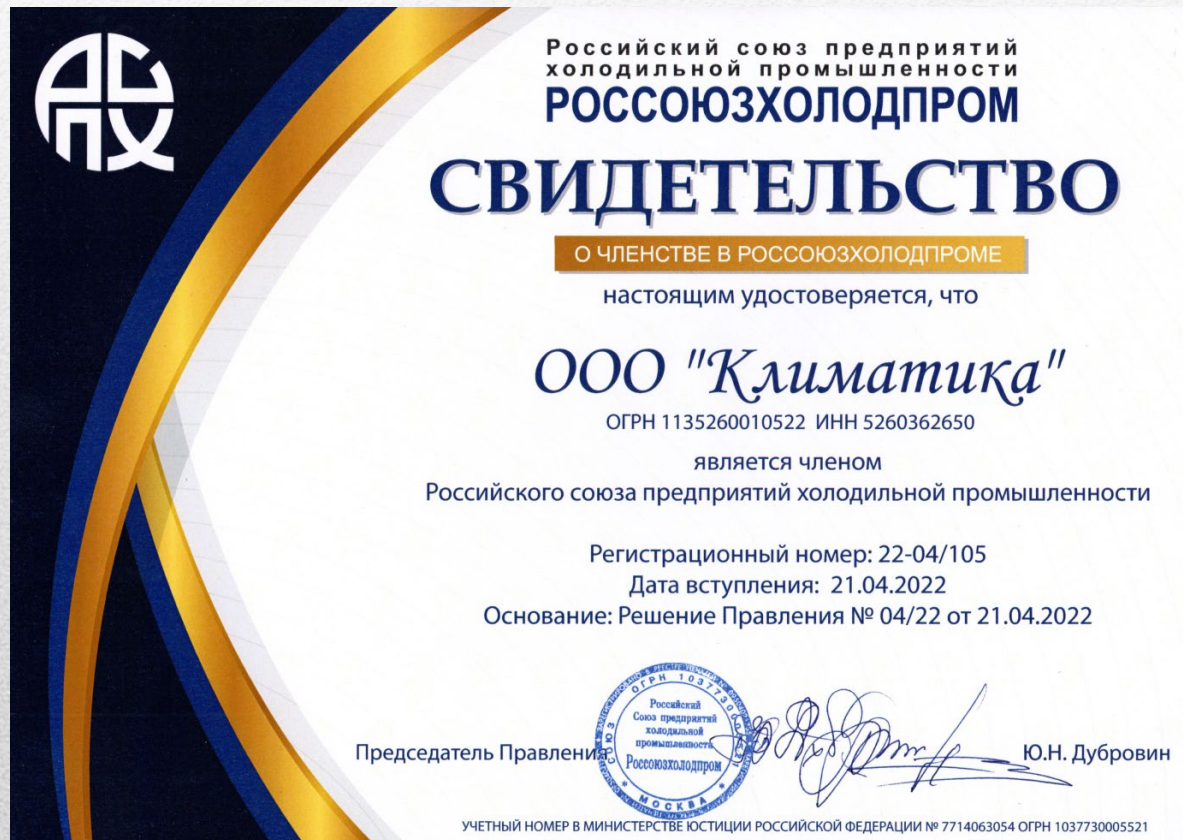 Российский союз предприятий
холодильной промышленности
РОССОЮЗХОЛОДПРОМ
СВИДЕТЕЛЬСТВО
О ЧЛЕНСТВЕ В РОССОЮЗХОЛОДПРОМЕ
настоящим удостоверяется, что
ООО "Климатика"
ОГРН 1135260010522 ИНН 5260362650
является членом
Российского союза предприятий холодильной промышленности
Регистрационный номер: 22-04/105
Дата вступления: 21.04.2022
Основание: Решение Правления № 04/22 от 21.04.2022
Российский
Союз предприятий
холодильной
промышленности
Россоюзхолодпром
МОСКВА
Председатель Правления
Ю.Н. Дубровин
УЧЕТНЫЙ НОМЕР В МИНИСТЕРСТВЕ ЮСТИЦИИ РОССИЙСКОЙ ФЕДЕРАЦИИ № 7714063054 ОГРН 1037730005521